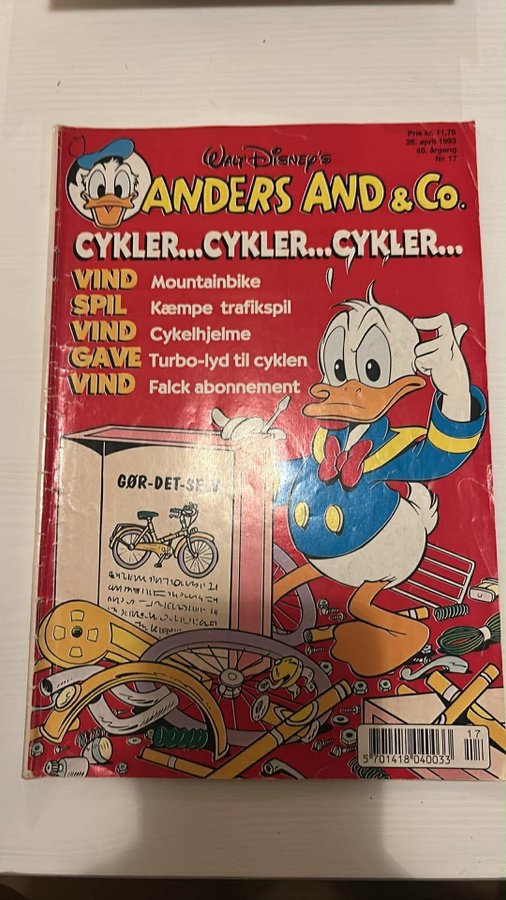 Pris kr. 11,75
26. april 1993
45. årgang
Nr. 17
WALT DISNEY'S
ANDERS AND & CO.
CYKLER...CYKLER...CYKLER...
VIND Mountainbike
SPIL Kæmpe trafikspil
VIND Cykelhjelme
GAVE Turbo-lyd til cyklen
VIND Falck abonnement
GØR-DET-SELV
17
5 701418 040033